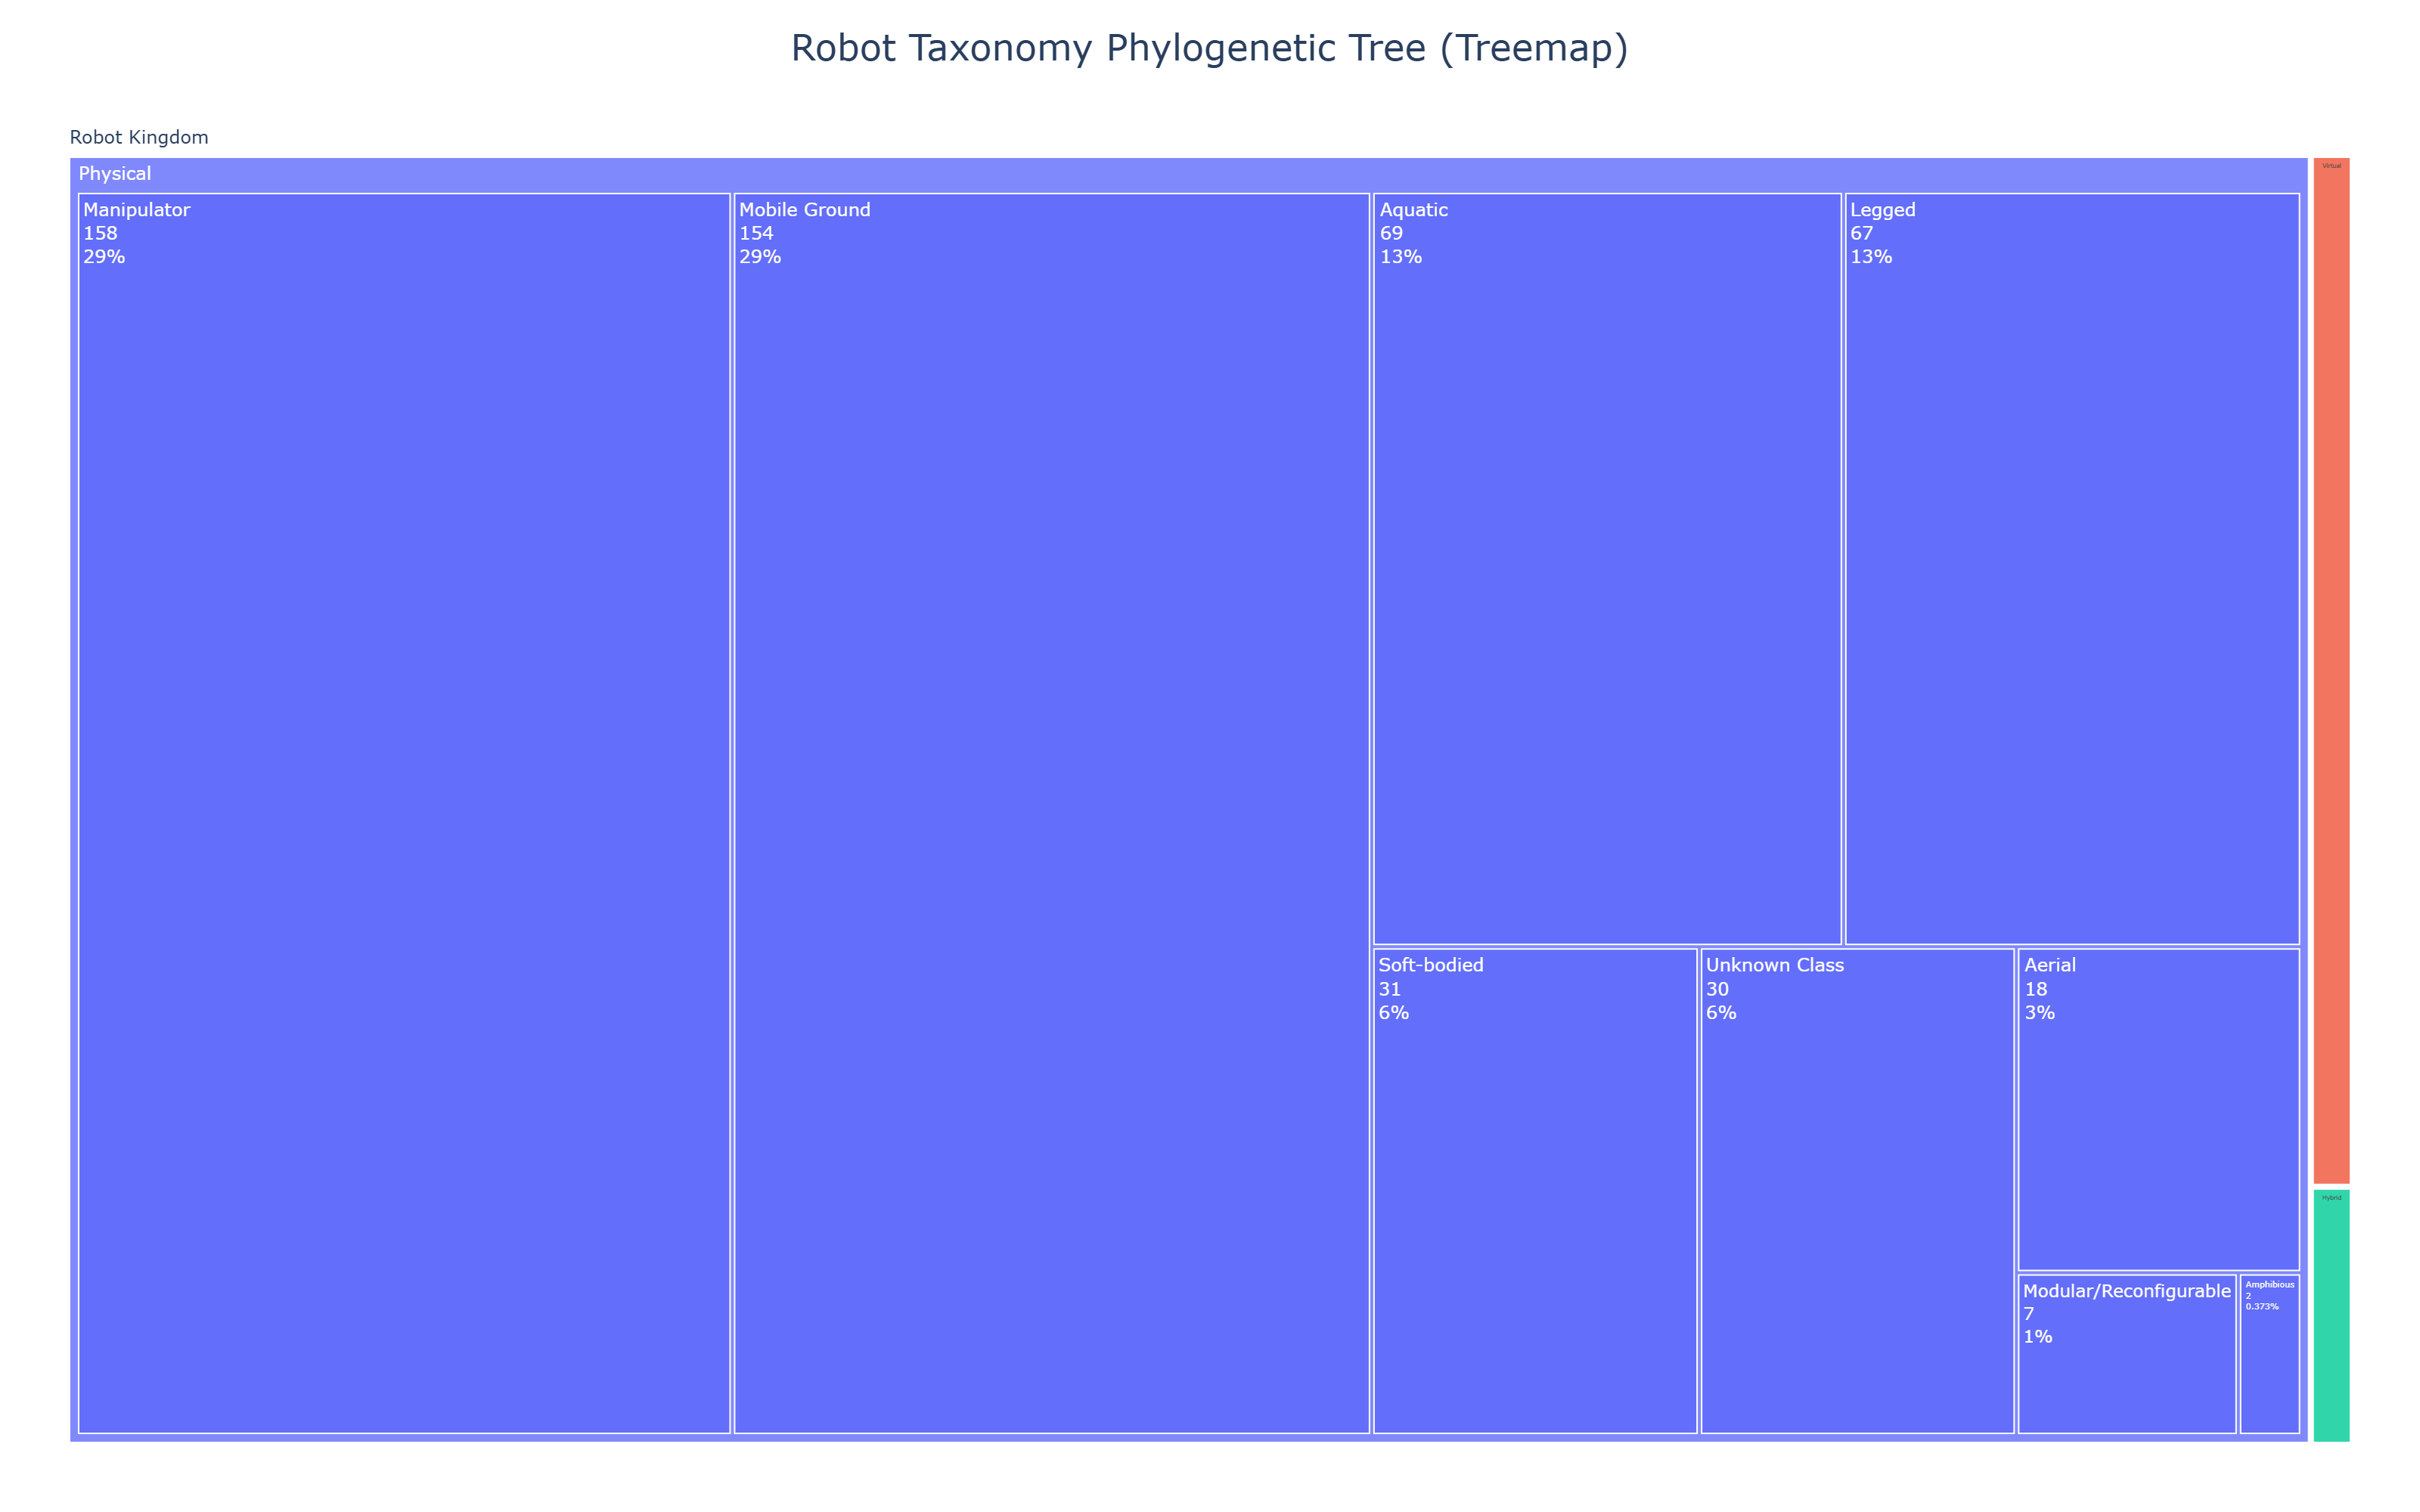 Robot Taxonomy Phylogenetic Tree (Treemap)
Robot Kingdom
Physical
Manipulator
158
29%
Mobile Ground
154
29%
Aquatic
69
13%
Legged
67
13%
Soft-bodied
31
6%
Unknown Class
30
6%
Aerial
18
3%
Modular/Reconfigurable
7
1%
Amphibious
2
0.373%
Virtual
Hybrid